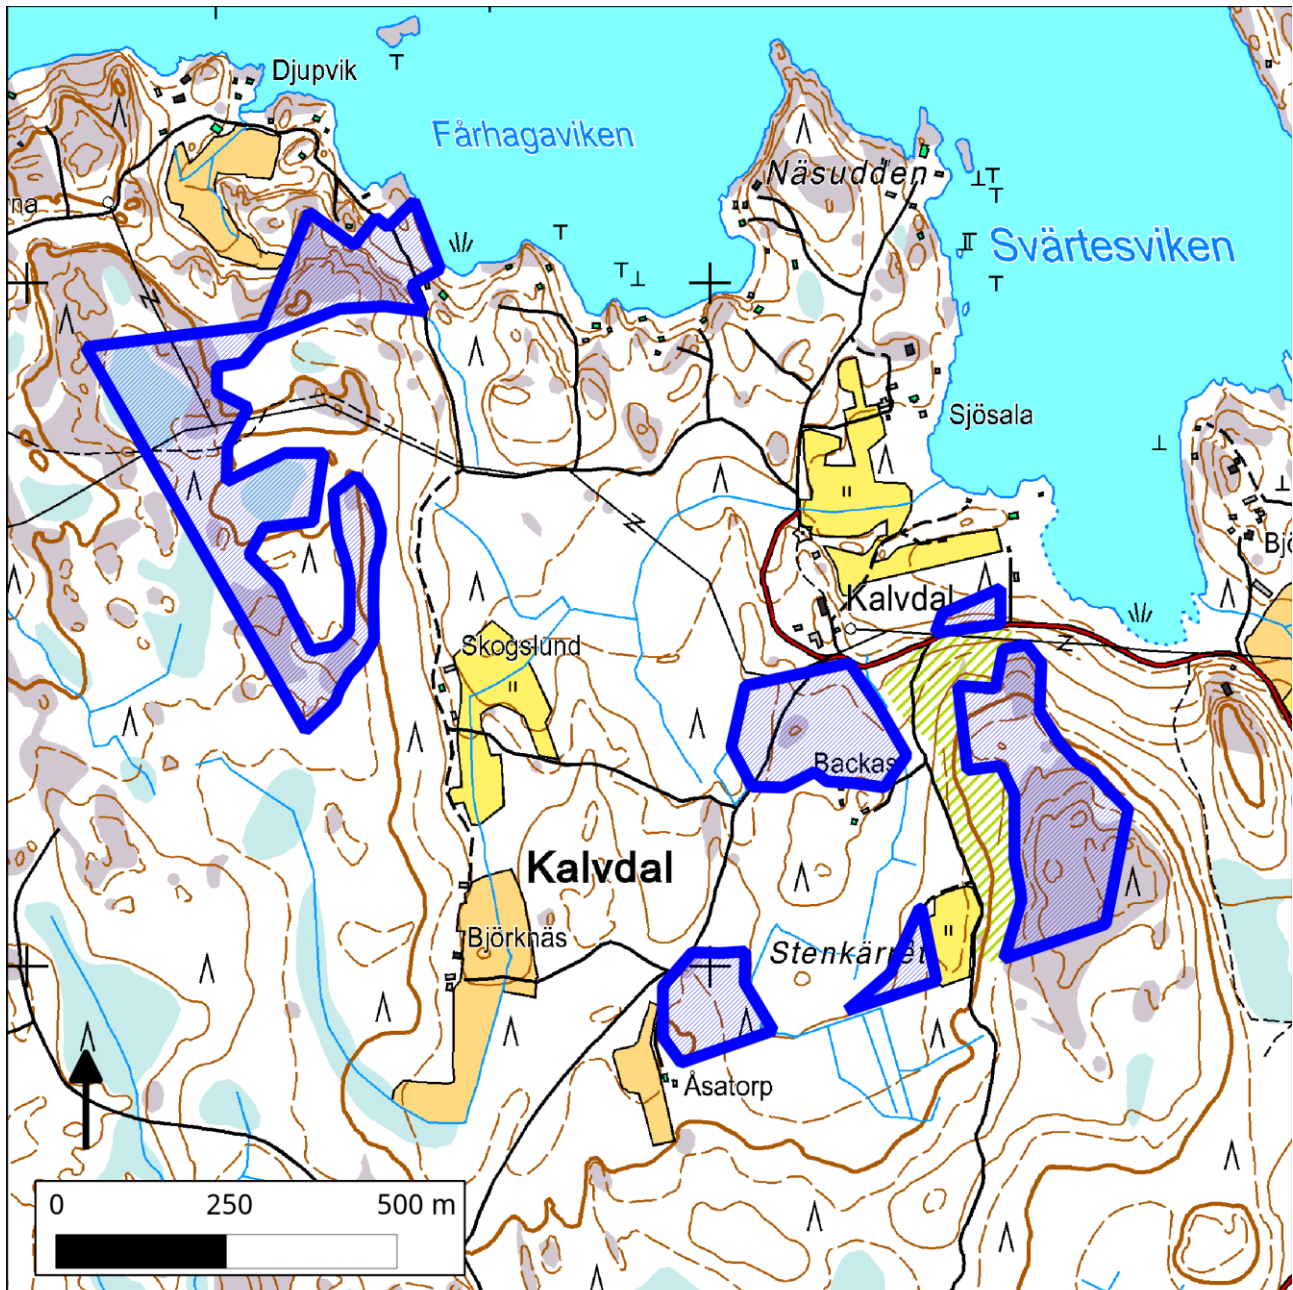 Djupvik
Fårhagaviken
Näsudden
Svärtesviken
Sjösala
Kalvdal
Skogslund
Backas
Kalvdal
Björknäs
Stenkärret
Åsatorp
0 250 500 m